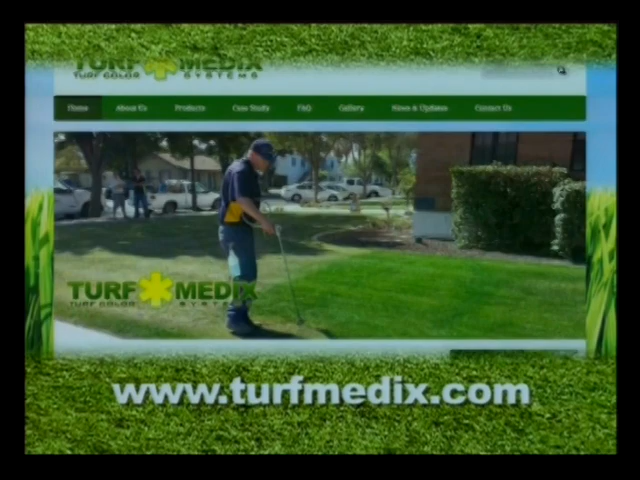 TURF MEDIX
TURF COLOR SYSTEMS
Home About Us Products Case Study FAQ Gallery News & Updates Contact Us
TURF MEDIX
TURF COLOR SYSTEMS
www.turfmedix.com